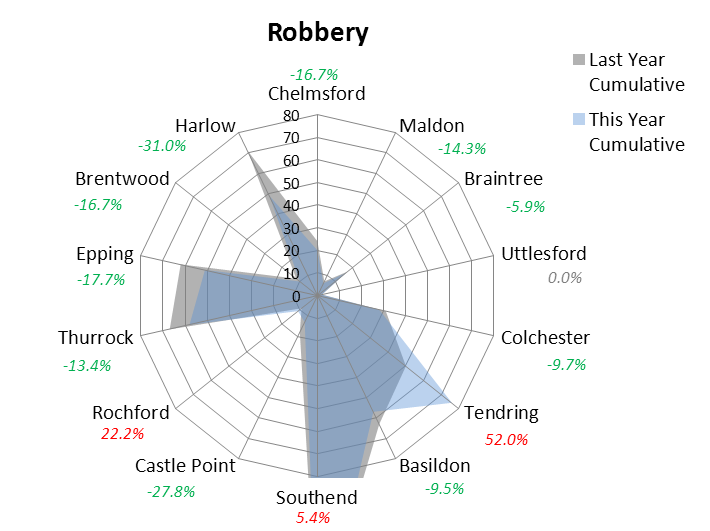 Robbery
Last Year
Cumulative
This Year
Cumulative
-16.7%
Chelmsford
Maldon
-14.3%
Braintree
-5.9%
Uttlesford
0.0%
Colchester
-9.7%
Tendring
52.0%
Basildon
-9.5%
Southend
5.4%
Castle Point
-27.8%
Rochford
22.2%
Thurrock
-13.4%
Epping
-17.7%
Brentwood
-16.7%
Harlow
-31.0%
80
70
60
50
40
30
20
10
0